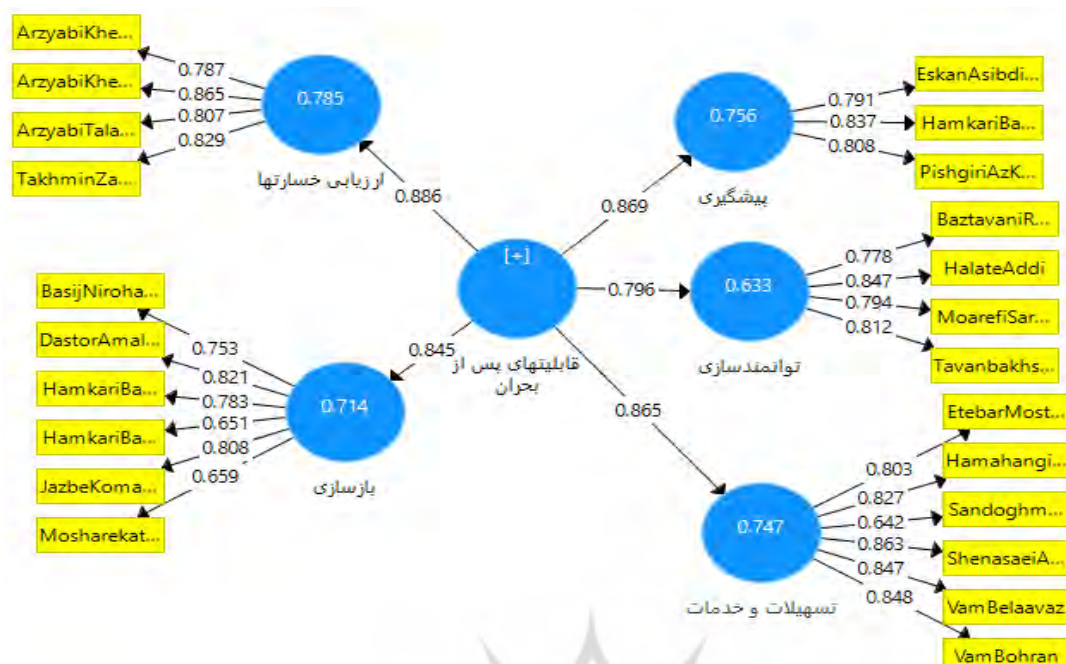 ArzyabiKhe...
ArzyabiKhe...
ArzyabiTala...
TakhminZa...
0.787
0.865
0.807
0.829
0.785
ارزیابی خسارتها
0.886
EskanAsibdi...
HamkariBa...
PishgiriAzK...
0.791
0.837
0.808
0.756
پیشگیری
0.869
[+]
قابلیتهای پس از
بحران
BaztavaniR...
HalateAddi
MoarefiSar...
Tavanbakhs...
0.778
0.847
0.794
0.812
0.633
توانمندسازی
0.796
BasijNiroha...
DastorAmal...
HamkariBa...
HamkariBa...
JazbeKoma...
Mosharekat...
0.753
0.821
0.783
0.651
0.808
0.659
0.714
بازسازی
0.845
EtebarMost...
Hamahangi...
Sandoghm...
ShenasaeiA...
VamBelaavaz
VamBohran
0.803
0.827
0.642
0.863
0.847
0.848
0.747
تسهیلات و خدمات
0.865